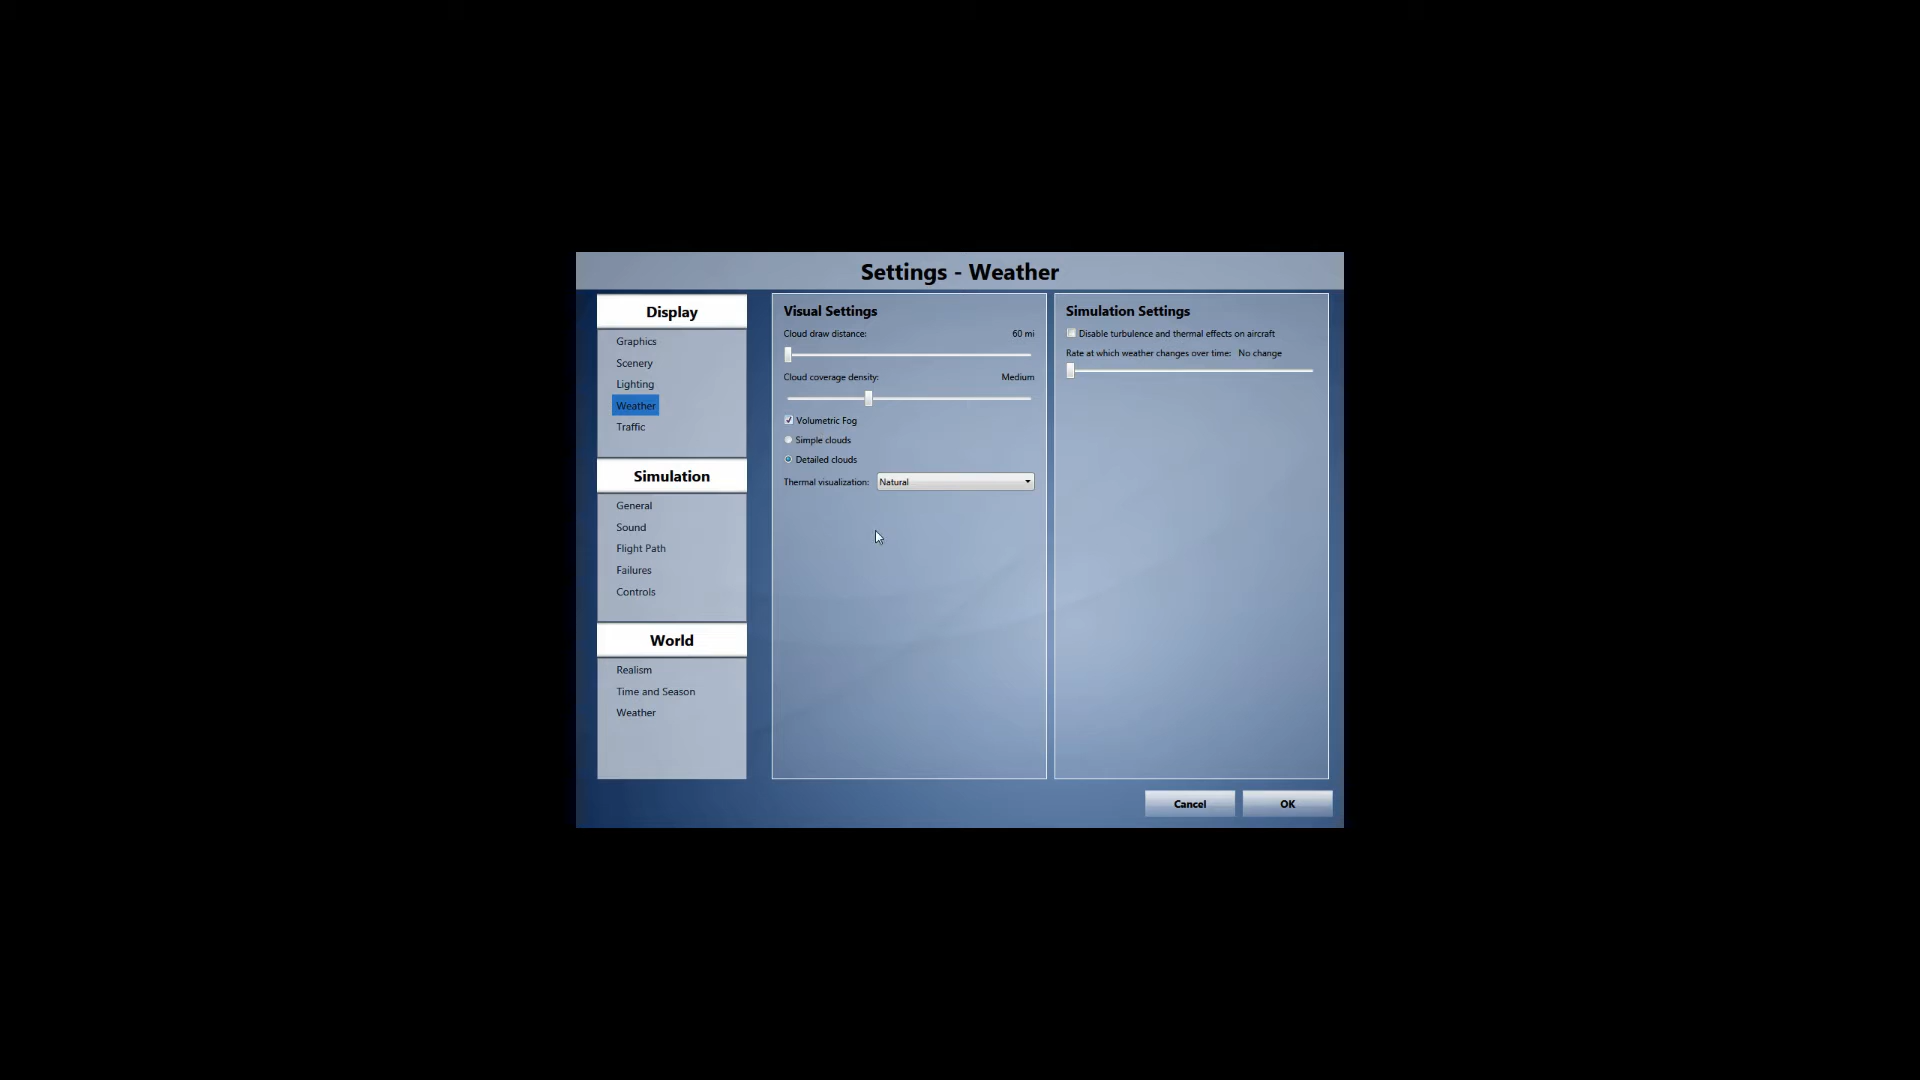 Settings - Weather
Display
Graphics
Scenery
Lighting
Weather
Traffic
Simulation
General
Sound
Flight Path
Failures
Controls
World
Realism
Time and Season
Weather
Visual Settings
Cloud draw distance: 60 mi
Cloud coverage density: Medium
Volumetric Fog
Simple clouds
Detailed clouds
Thermal visualization: Natural
Simulation Settings
Disable turbulence and thermal effects on aircraft
Rate at which weather changes over time: No change
Cancel OK